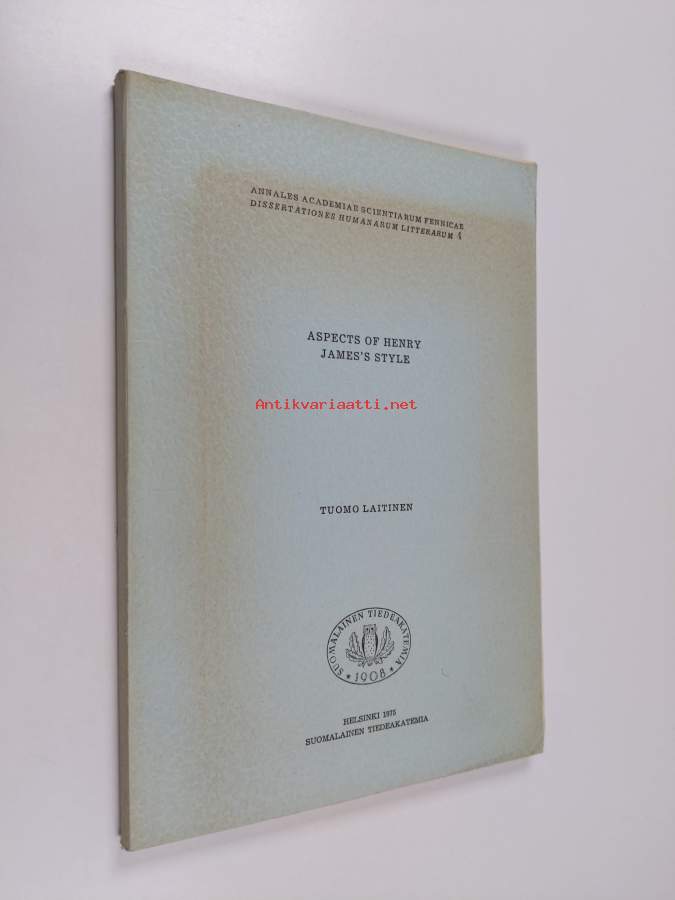 ANNALES ACADEMIAE SCIENTIARUM FENNICAE
DISSERTATIONES HUMANARUM LITTERARUM 4
ASPECTS OF HENRY
JAMES'S STYLE
Antikvariaatti.net
TUOMO LAITINEN
SUOMALAINEN TIEDEAKATEMIA
* 1908 *
HELSINKI 1975
SUOMALAINEN TIEDEAKATEMIA